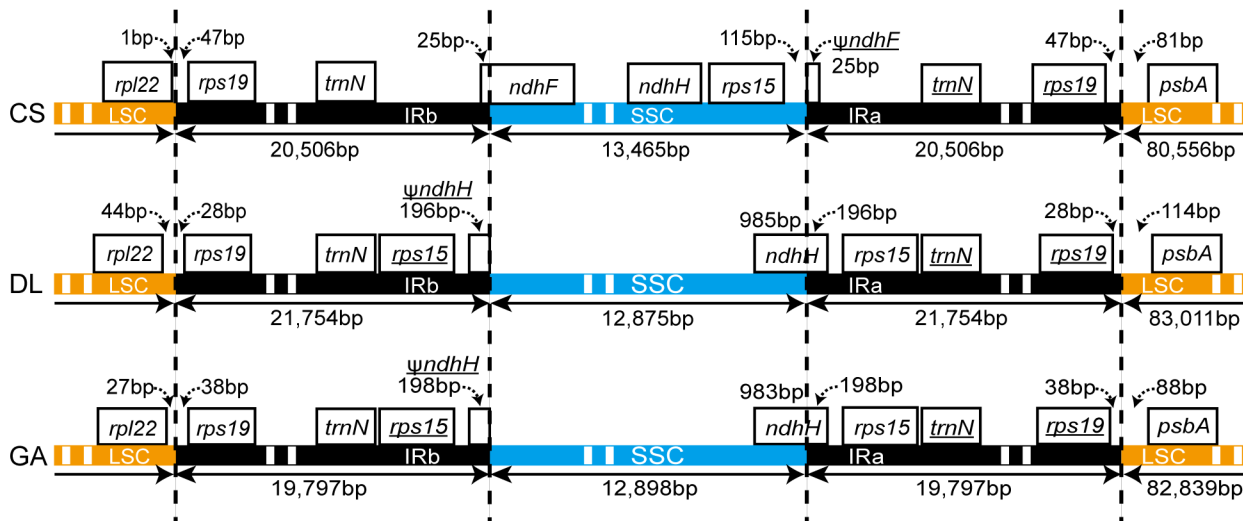 1bp 47bp 25bp 115bp ψndhF 47bp 81bp
25bp
rpl22 rps19 trnN ndhF ndhH rps15 trnN rps19 psbA
CS LSC IRb SSC IRa LSC
20,506bp 13,465bp 20,506bp 80,556bp
ψndhH
44bp 28bp 196bp 985bp 196bp 28bp 114bp
rpl22 rps19 trnN rps15 ndhH rps15 trnN rps19 psbA
DL LSC IRb SSC IRa LSC
21,754bp 12,875bp 21,754bp 83,011bp
ψndhH
27bp 38bp 198bp 983bp 198bp 38bp 88bp
rpl22 rps19 trnN rps15 ndhH rps15 trnN rps19 psbA
GA LSC IRb SSC IRa LSC
19,797bp 12,898bp 19,797bp 82,839bp